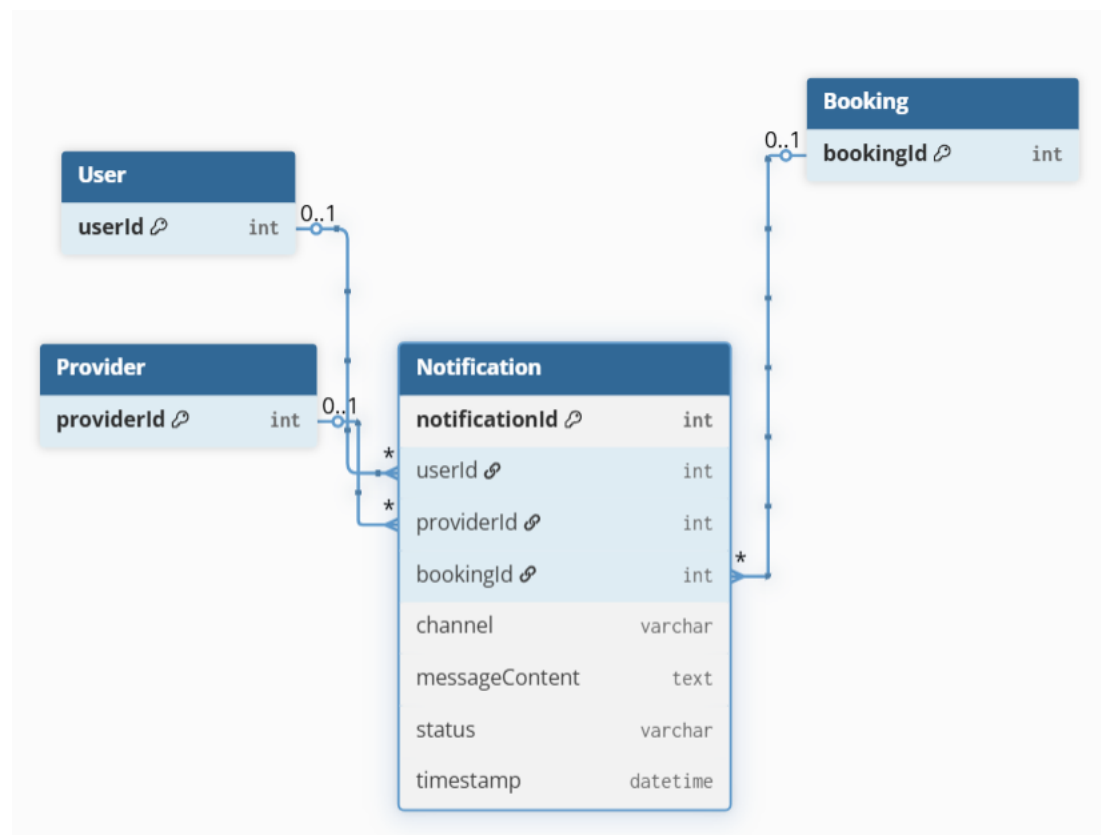 Booking
bookingId int
0..1
User
userId int
0..1
Provider
providerId int
0..1
Notification
notificationId int
* userId int
* providerId int
bookingId int *
channel varchar
messageContent text
status varchar
timestamp datetime